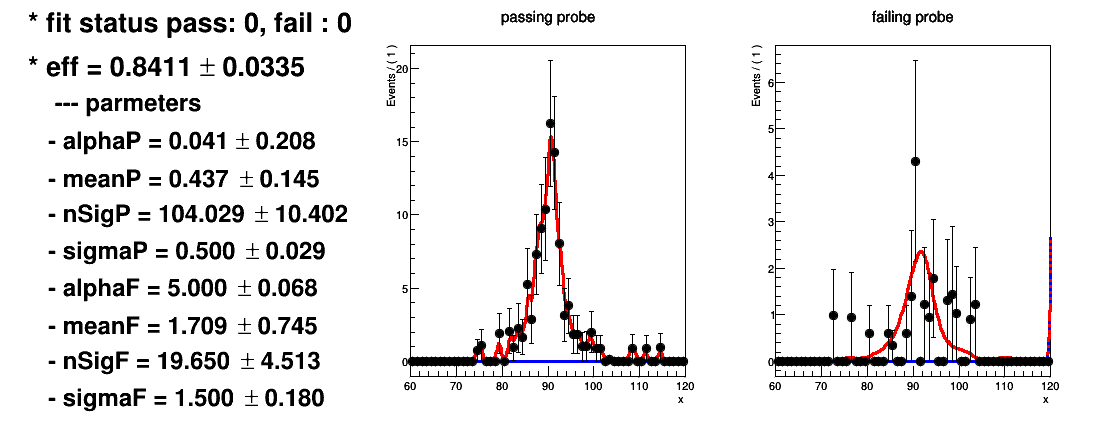 * fit status pass: 0, fail : 0
* eff = 0.8411 ± 0.0335
--- parmeters
- alphaP = 0.041 ± 0.208
- meanP = 0.437 ± 0.145
- nSigP = 104.029 ± 10.402
- sigmaP = 0.500 ± 0.029
- alphaF = 5.000 ± 0.068
- meanF = 1.709 ± 0.745
- nSigF = 19.650 ± 4.513
- sigmaF = 1.500 ± 0.180
passing probe
Events / ( 1 )
20
15
10
5
0
60 70 80 90 100 110 120
x
failing probe
Events / ( 1 )
6
5
4
3
2
1
0
60 70 80 90 100 110 120
x